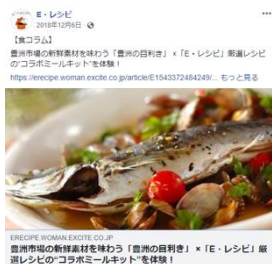 E・レシピ
2018年12月6日
【食コラム】
豊洲市場の新鮮素材を味わう「豊洲の目利き」×「E・レシピ」厳選レシピ
の"コラボミールキット"を体験！
https://erecipe.woman.excite.co.jp/article/E1543372484249/... もっと見る
ERECIPE.WOMAN.EXCITE.CO.JP
豊洲市場の新鮮素材を味わう「豊洲の目利き」×「E・レシピ」厳
選レシピの"コラボミールキット"を体験！